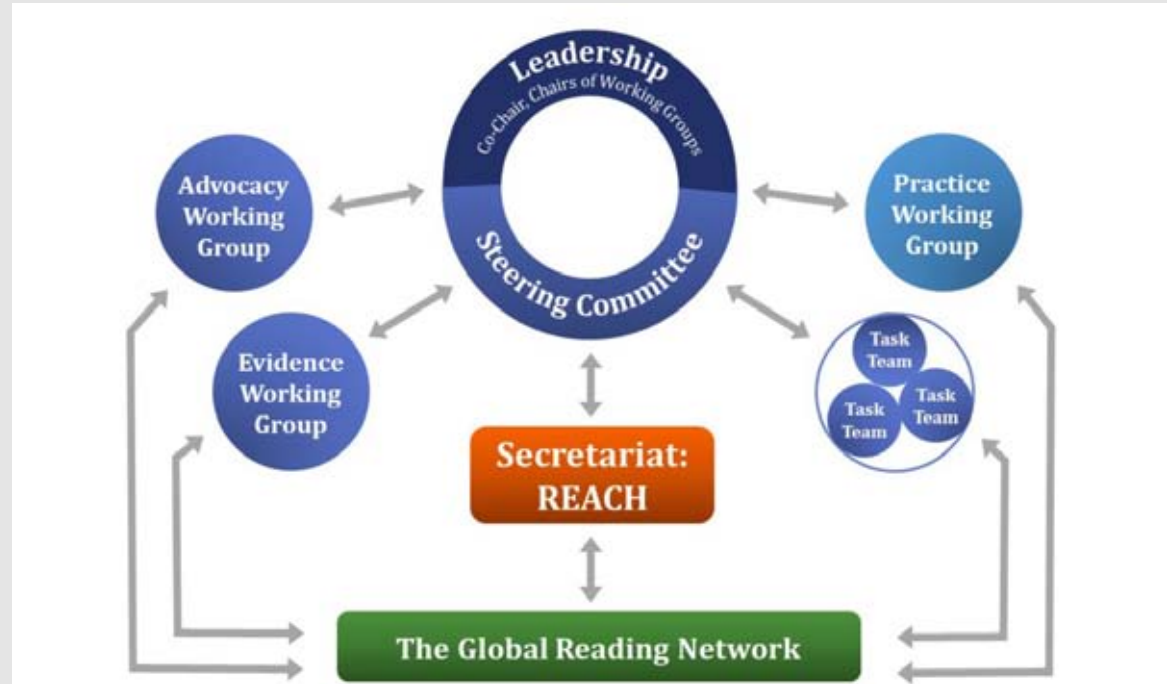 Leadership
Co-Chair, Chairs of Working Groups
Steering Committee
Advocacy
Working
Group
Practice
Working
Group
Evidence
Working
Group
Task
Team
Task
Team
Task
Team
Secretariat:
REACH
The Global Reading Network